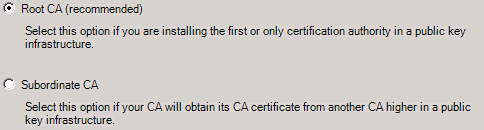 Root CA (recommended)
Select this option if you are installing the first or only certification authority in a public key
infrastructure.
Subordinate CA
Select this option if your CA will obtain its CA certificate from another CA higher in a public
key infrastructure.